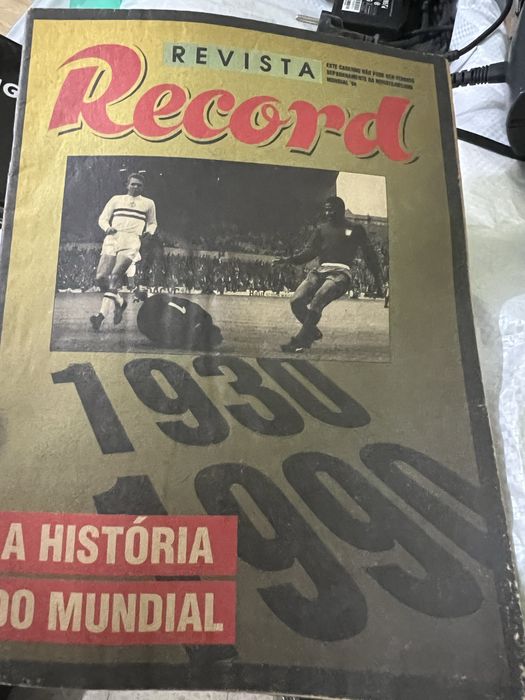 REVISTA
Record
ESTE CADERNO NÃO PODE SER VENDIDO
SEPARADAMENTE DA
MUNDIAL '94
1930
1990
A HISTÓRIA
DO MUNDIAL